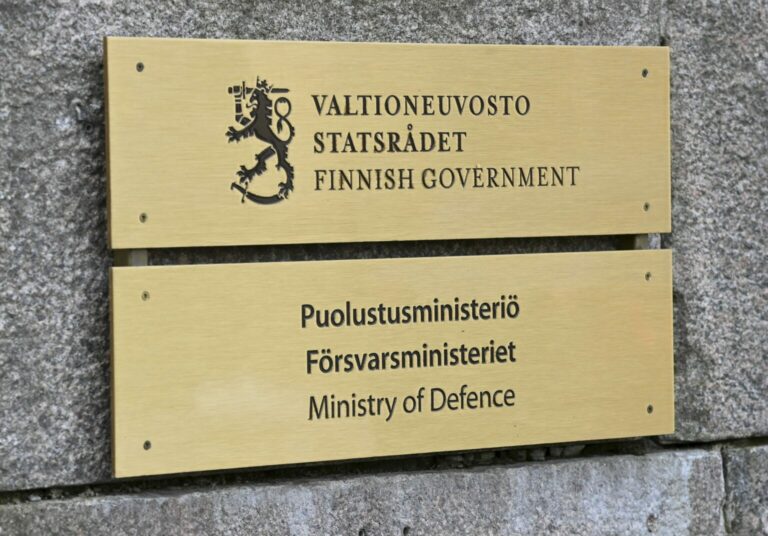 VALTIONEUVOSTO
STATSRÅDET
FINNISH GOVERNMENT
Puolustusministeriö
Försvarsministeriet
Ministry of Defence